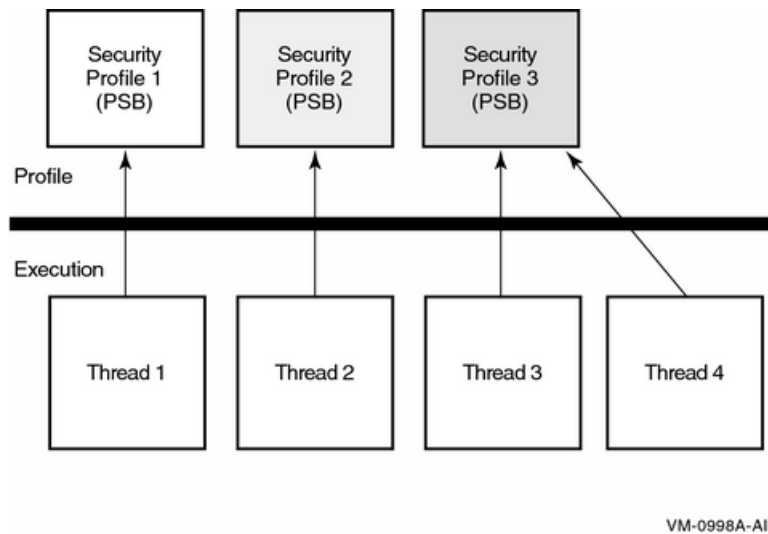 Security
Profile 1
(PSB)
Security
Profile 2
(PSB)
Security
Profile 3
(PSB)
Profile
Execution
Thread 1
Thread 2
Thread 3
Thread 4
VM-0998A-AI